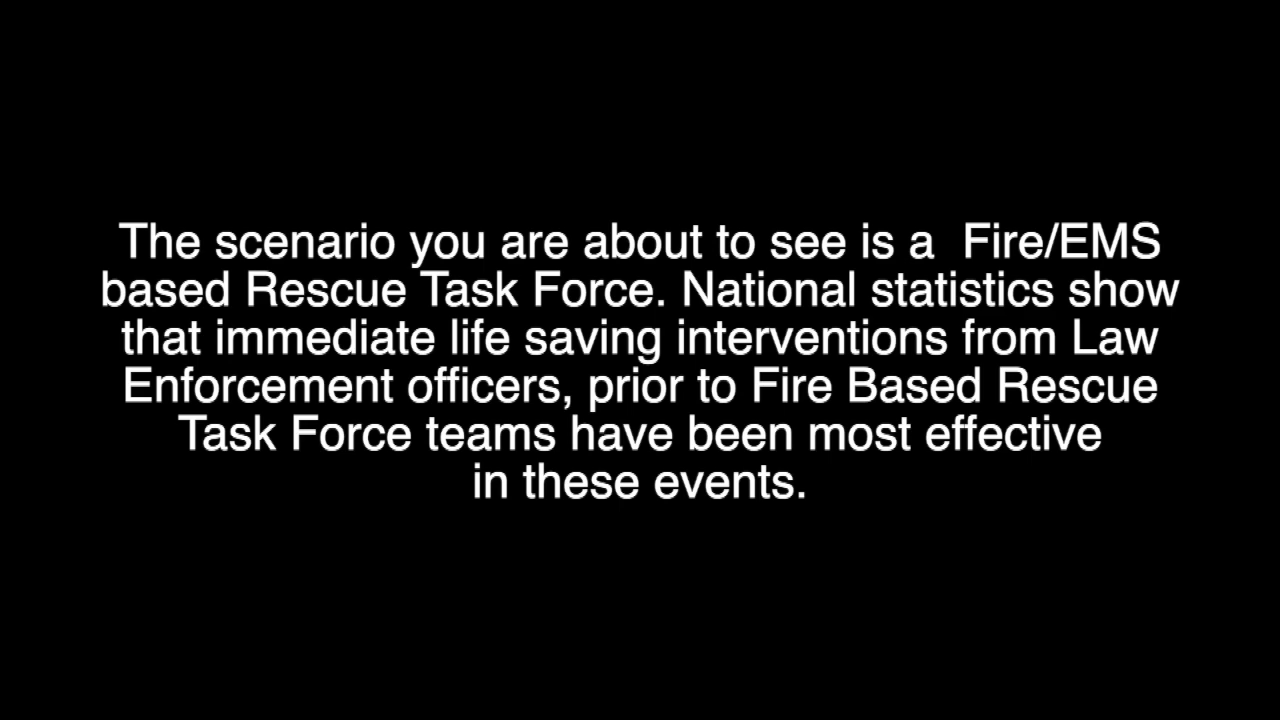 The scenario you are about to see is a  Fire/EMS
based Rescue Task Force. National statistics show
that immediate life saving interventions from Law
Enforcement officers, prior to Fire Based Rescue
Task Force teams have been most effective
in these events.